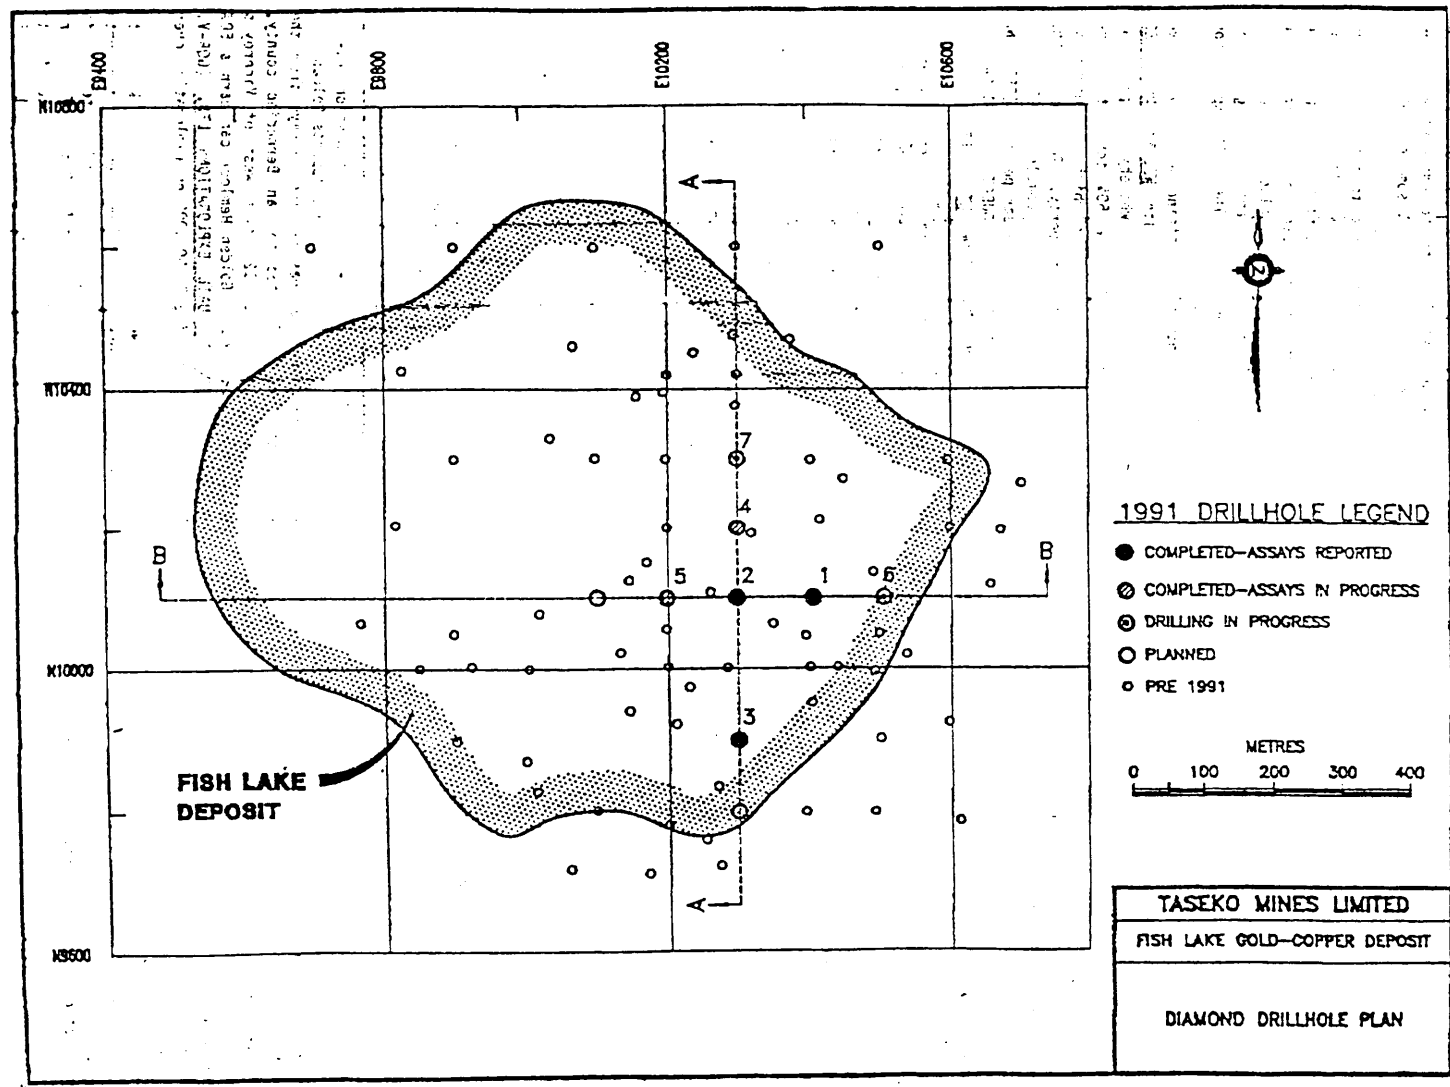 E9400
E9800
E10200
E10600
N10800
A
N10400
7
4
1991 DRILLHOLE LEGEND
B
B
5
2
1
6
COMPLETED-ASSAYS REPORTED
COMPLETED-ASSAYS IN PROGRESS
DRILLING IN PROGRESS
PLANNED
PRE 1991
N10000
3
METRES
0 100 200 300 400
FISH LAKE
DEPOSIT
A
N9600
TASEKO MINES LIMITED
FISH LAKE GOLD-COPPER DEPOSIT
DIAMOND DRILLHOLE PLAN